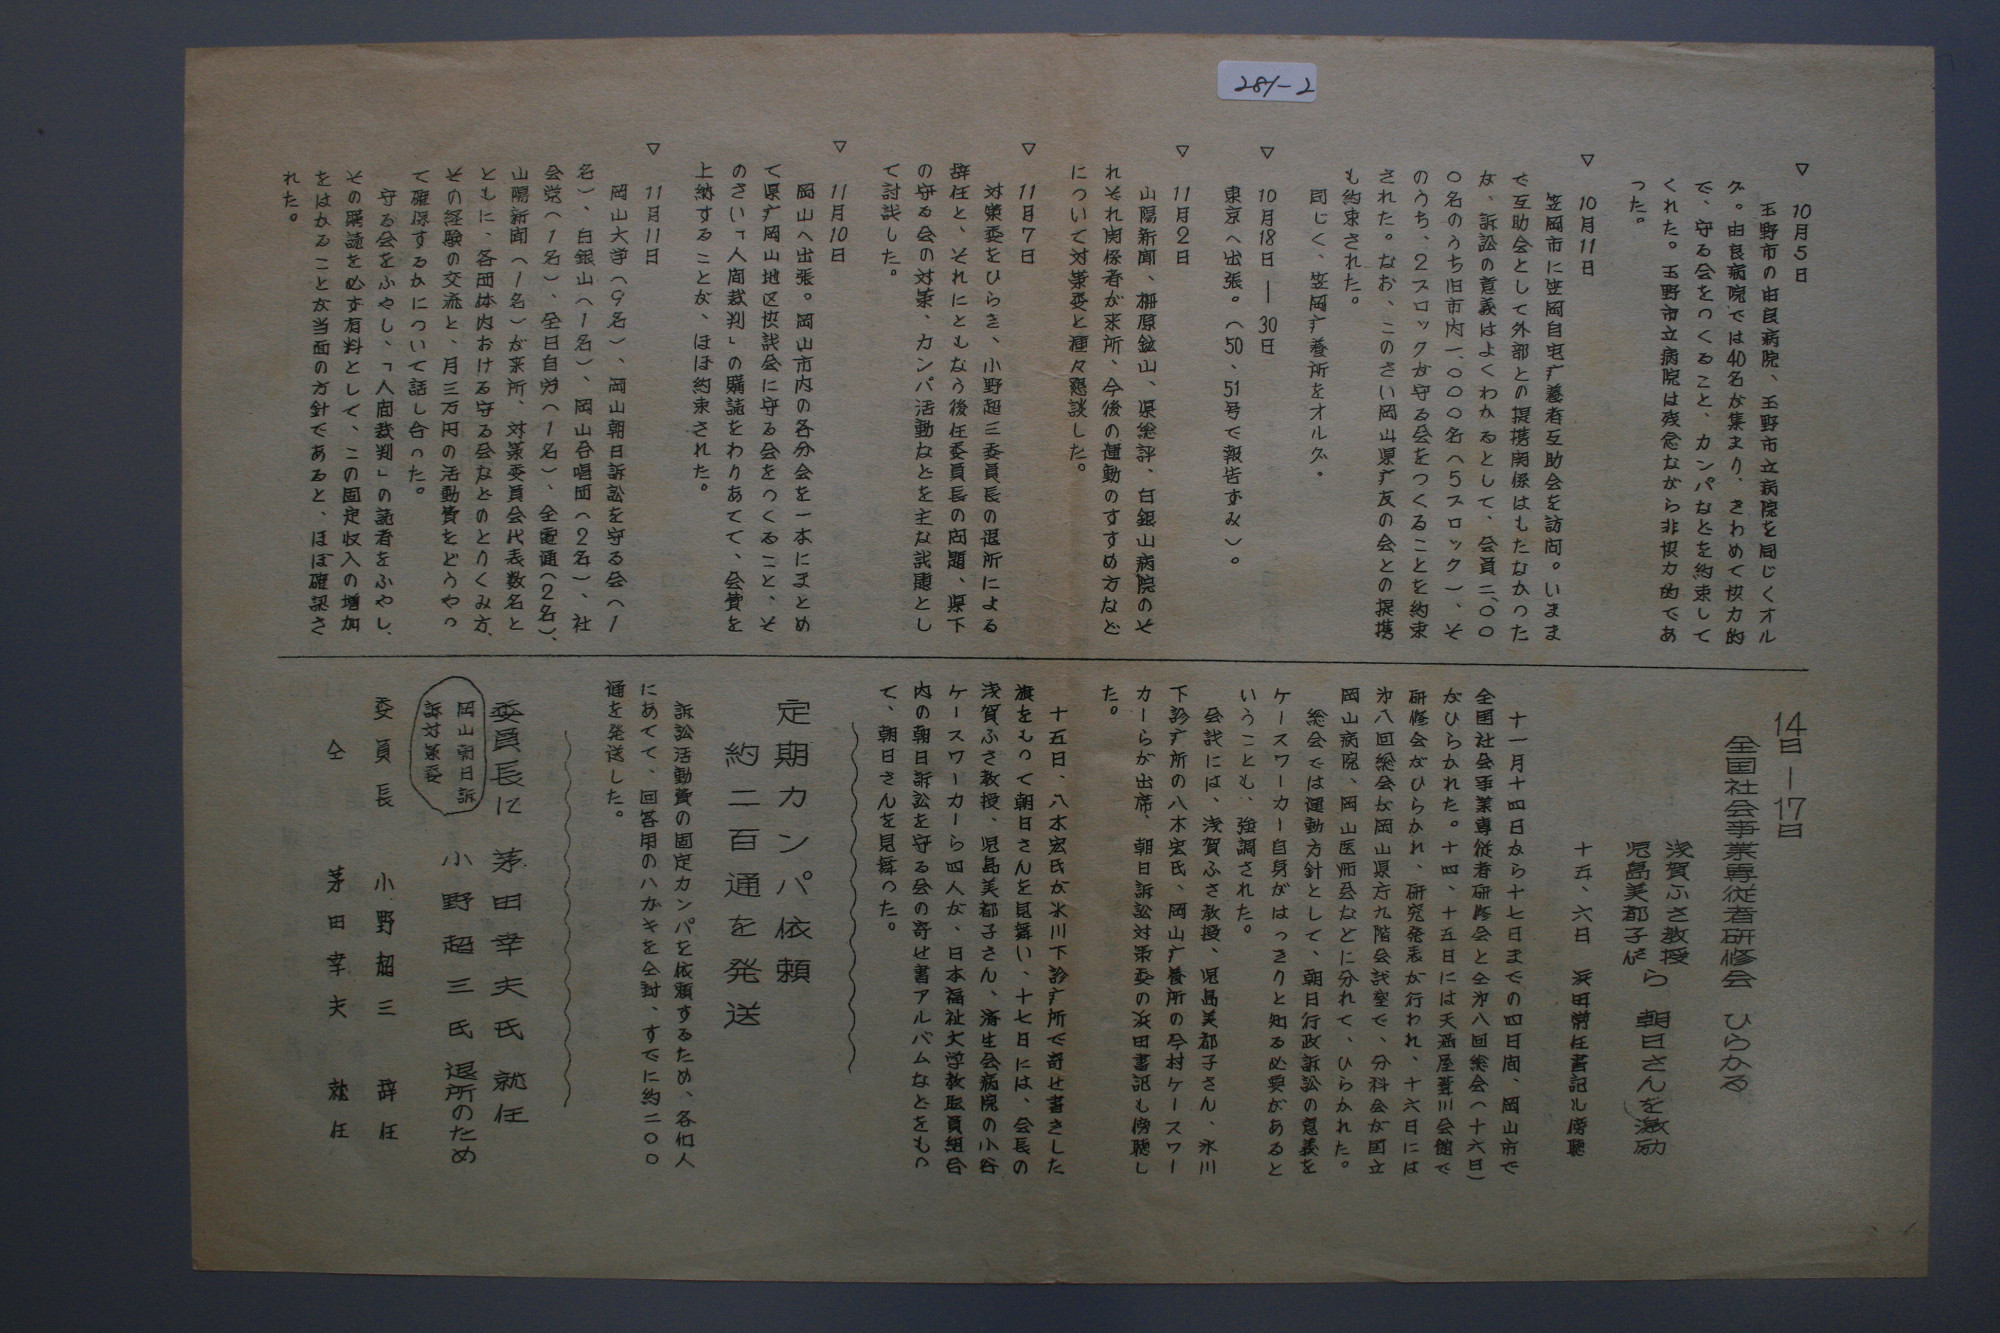 281-2
▽ 10月5日
玉野市の由良病院、玉野市立病院を同じくオル
グ。由良病院では40名が集まり、きわめて協力的
で、守る会をつくること、カンパなどを約束して
くれた。玉野市立病院は残念ながら非協力的であ
った。
▽ 10月11日
笠岡市に笠岡自宅療養者互助会を訪問。いまま
で互助会として外部との提携関係はもたなかった
が、訴訟の意義はよくわかるとして、会員二、〇〇
〇名のうち旧市内一、〇〇〇名(5ブロック)、そ
のうち、2ブロックが守る会をつくることを約束
された。なお、このさい岡山県療友の会との提携
も約束された。
同じく、笠岡療養所をオルグ。
▽ 10月18日―30日
東京へ出張。(50、51号で報告ずみ)。
▽ 11月2日
山陽新聞、柵原鉱山、県総評、白銀山病院のそ
れぞれ関係者が来所、今後の運動のすすめ方など
について対策委と種々懇談した。
▽ 11月7日
対策委をひらき、小野超三委員長の退所による
辞任と、それにともなう後任委員長の問題、県下
の守る会の対策、カンパ活動などを主な議題とし
て討議した。
▽ 11月10日
岡山へ出張。岡山市内の各分会を一本にまとめ
て県庁岡山地区協議会に守る会をつくること、そ
のさい「人間裁判」の購読をわりあてて、会費を
上納することが、ほぼ約束された。
▽ 11月11日
岡山大学(9名)、岡山朝日訴訟を守る会(1
名)、白銀山(1名)、岡山合唱団(2名)、社
会党(1名)、全日自労(1名)、全電通(2名)、
山陽新聞(1名)が来所、対策委員会代表数名と
ともに、各団体内おける守る会などのとりくみ方、
その経験の交流と、月三万円の活動費をどうやっ
て確保するかについて話し合った。
守る会をふやし、「人間裁判」の読者をふやし、
その購読を必ず有料として、この固定収入の増加
をはかることが当面の方針であると、ほぼ確認さ
れた。
14日―17日
全国社会事業専従者研修会 ひらかる
浅賀ふさ教授
児島美都子さん ら 朝日さんを激励
十五、六日 浜田常任書記ル傍聴
十一月十四日から十七日までの四日間、岡山市で
全国社会事業専従者研修会と全第八回総会(十六日)
がひらかれた。十四、十五日には天満屋葦川会館で
研修会がひらかれ、研究発表が行われ、十六日には
第八回総会が岡山県庁九階会議室で、分科会が国立
岡山病院、岡山医師会などに分れて、ひらかれた。
総会では運動方針として、朝日行政訴訟の意義を
ケースワーカー自身がはっきりと知る必要があると
いうことも、強調された。
会議には、浅賀ふさ教授、児島美都子さん、氷川
下診療所の八木宏氏、岡山療養所の今村ケースワー
カーらが出席、朝日訴訟対策委の浜田書記も傍聴し
た。
十五日、八木宏氏が氷川下診療所で寄せ書きした
旗をもって朝日さんを見舞い、十七日には、会長の
浅賀ふさ教授、児島美都子さん、済生会病院の小谷
ケースワーカーら四人が、日本福祉大学教職員組合
内の朝日訴訟を守る会の寄せ書アルバムなどをもっ
て、朝日さんを見舞った。
定期カンパ依頼
約二百通を発送
訴訟活動費の固定カンパを依頼するため、各個人
にあてて、回答用のハガキを全封、すでに約二〇〇
通を発送した。
委員長に 茅田幸夫氏 就任
小野超三氏 退所のため
岡山朝日訴
訴対策委
委員長 小野超三 辞任
仝 茅田幸夫 就任